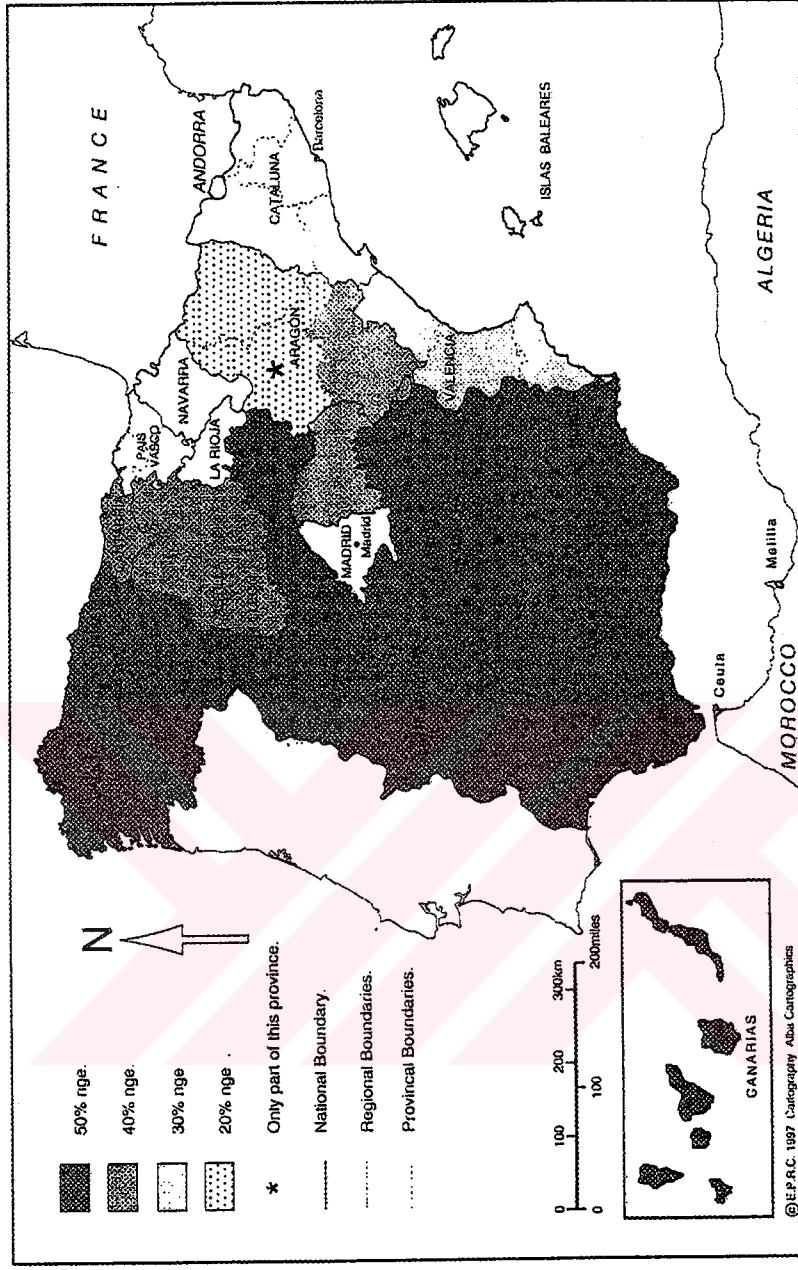 50% nge.
40% nge.
30% nge
20% nge .
* Only part of this province.
National Boundary.
Regional Boundaries.
Provincal Boundaries.
N
0 100 200 300km
0 100 200miles
CANARIAS
©E.P.R.C. 1997 Cartography Alba Cartographics
FRANCE
ANDORRA
PAIS
VASCO
NAVARRA
LA RIOJA
CATALUNA
Barcelona
*
ARAGÓN
MADRID
Madrid
VALENCIA
ISLAS BALEARES
Ceuta
Melilla
MOROCCO
ALGERIA